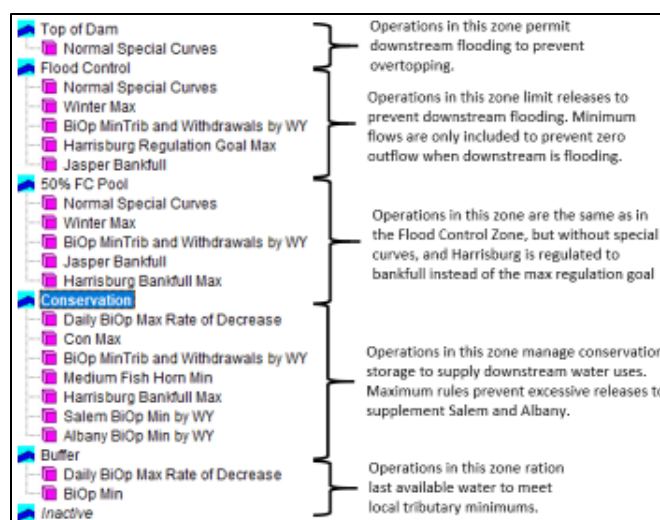 Top of Dam
Normal Special Curves
Operations in this zone permit
downstream flooding to prevent
overtopping.
Flood Control
Normal Special Curves
Winter Max
BiOp MinTrib and Withdrawals by WY
Harrisburg Regulation Goal Max
Jasper Bankfull
Operations in this zone limit releases to
prevent downstream flooding. Minimum
flows are only included to prevent zero
outflow when downstream is flooding.
50% FC Pool
Normal Special Curves
Winter Max
BiOp MinTrib and Withdrawals by WY
Jasper Bankfull
Harrisburg Bankfull Max
Operations in this zone are the same as in
the Flood Control Zone, but without special
curves, and Harrisburg is regulated to
bankfull instead of the max regulation goal
Conservation
Daily BiOp Max Rate of Decrease
Con Max
BiOp MinTrib and Withdrawals by WY
Medium Fish Horn Min
Harrisburg Bankfull Max
Salem BiOp Min by WY
Albany BiOp Min by WY
Operations in this zone manage conservation
storage to supply downstream water uses.
Maximum rules prevent excessive releases to
supplement Salem and Albany.
Buffer
Daily BiOp Max Rate of Decrease
BiOp Min
Operations in this zone ration
last available water to meet
local tributary minimums.
Inactive